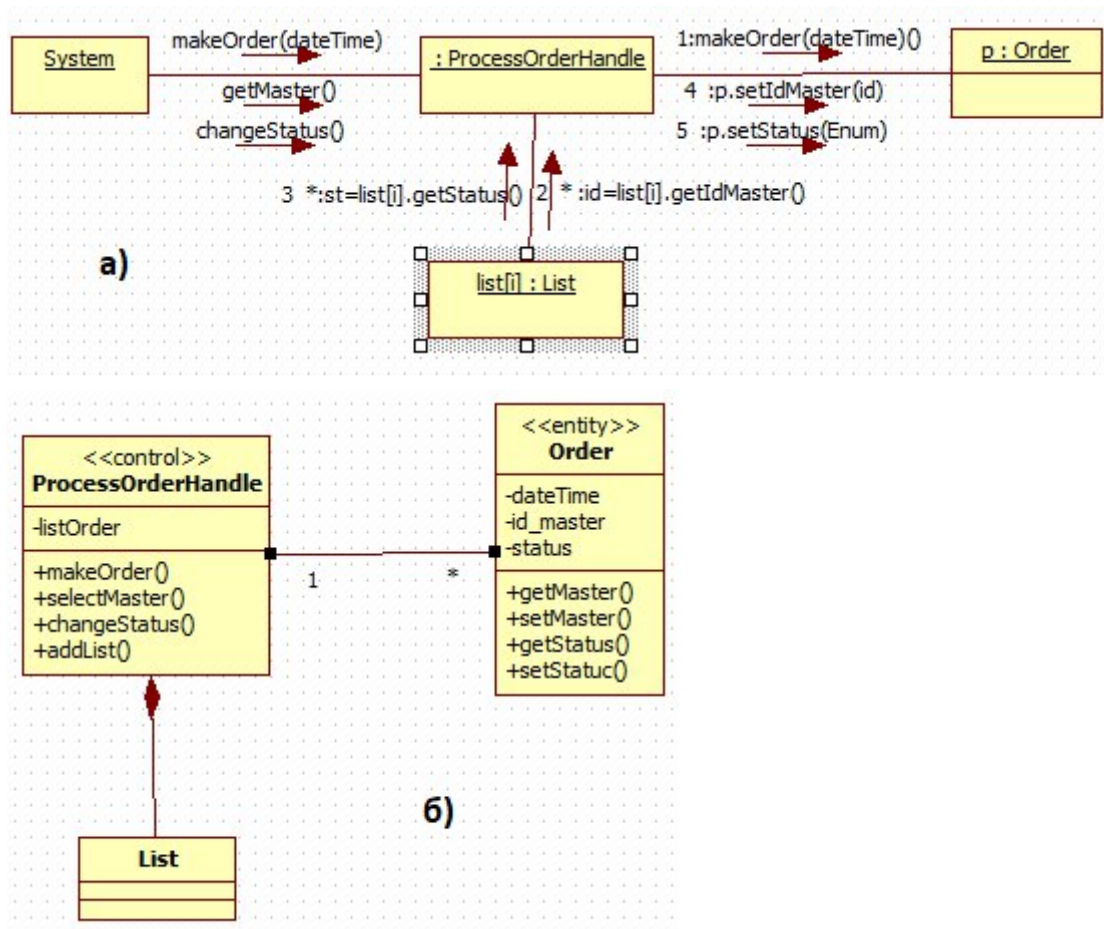 System
makeOrder(dateTime)
getMaster()
changeStatus()
: ProcessOrderHandle
1:makeOrder(dateTime)()
4 :p.setIdMaster(id)
5 :p.setStatus(Enum)
p : Order
3 *:st=list[i].getStatus()
2 * :id=list[i].getIdMaster()
а)
list[i] : List
<<control>>
ProcessOrderHandle
-listOrder
+makeOrder()
+selectMaster()
+changeStatus()
+addList()
1
*
<<entity>>
Order
-dateTime
-id_master
-status
+getMaster()
+setMaster()
+getStatus()
+setStatuc()
б)
List